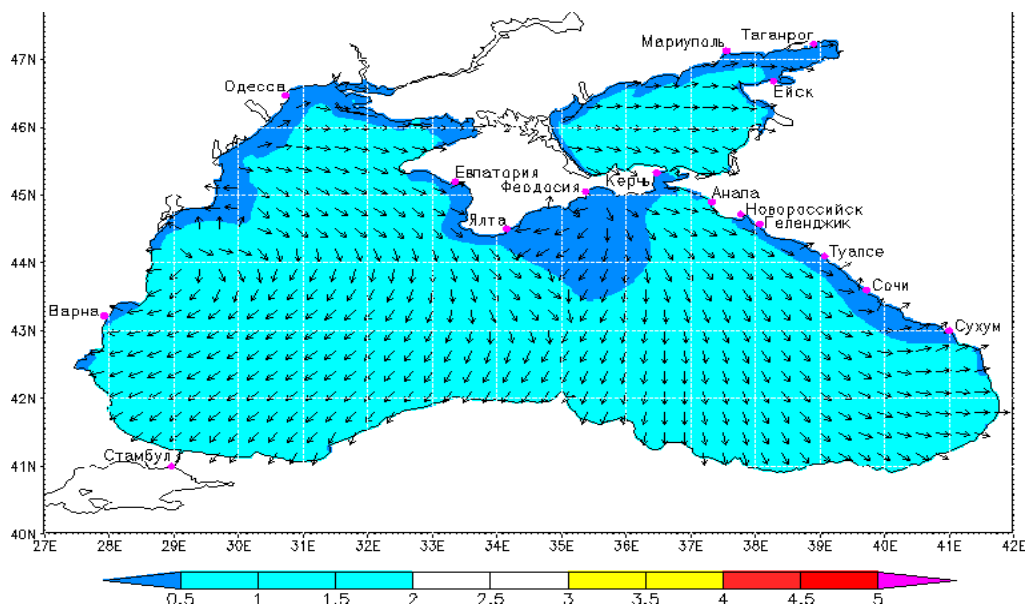 47N
Мариуполь
Таганрог
Одесса
Ейск
46N
Евпатория
Феодосия
Керчь
45N
Анапа
Новороссийск
Ялта
Геленджик
44N
Туапсе
Сочи
Варна
43N
Сухум
42N
Стамбул
41N
40N
27E 28E 29E 30E 31E 32E 33E 34E 35E 36E 37E 38E 39E 40E 41E 42E
0.5 1 1.5 2 2.5 3 3.5 4 4.5 5